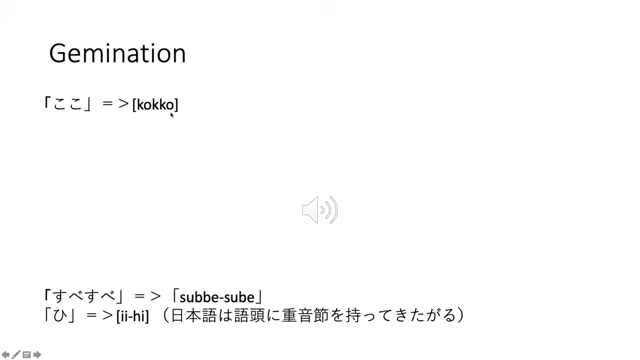 Gemination
「ここ」＝＞[kokko]
「すべすべ」＝＞「subbe-sube」
「ひ」＝＞[ii-hi]（日本語は語頭に重音節を持ってきたがる）